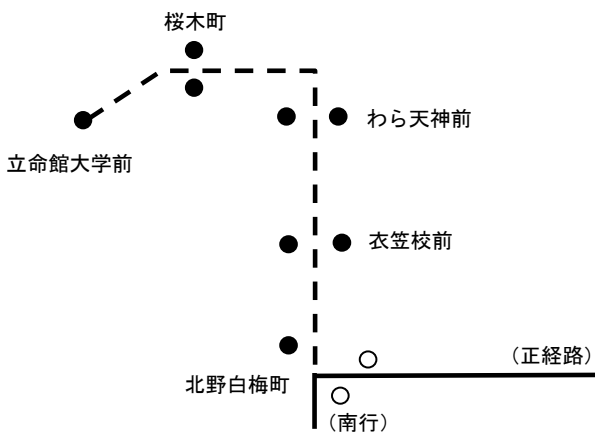 桜木町
わら天神前
立命館大学前
衣笠校前
(正経路)
北野白梅町
(南行)